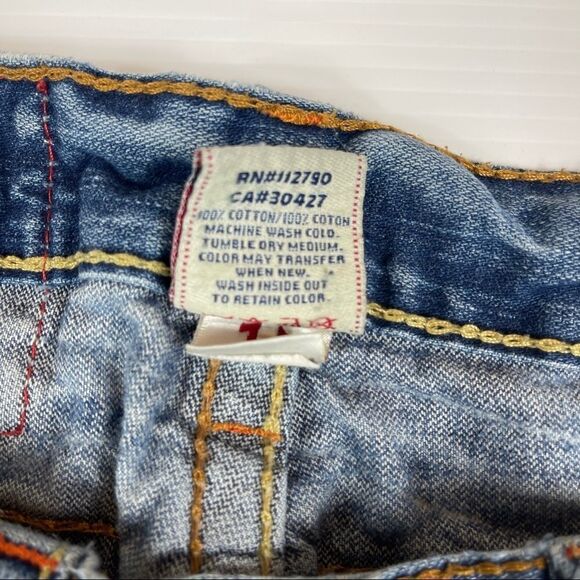 RN#112790
CA#30427
100% COTTON/100% COTON
MACHINE WASH COLD.
TUMBLE DRY MEDIUM.
COLOR MAY TRANSFER
WHEN NEW.
WASH INSIDE OUT
TO RETAIN COLOR.